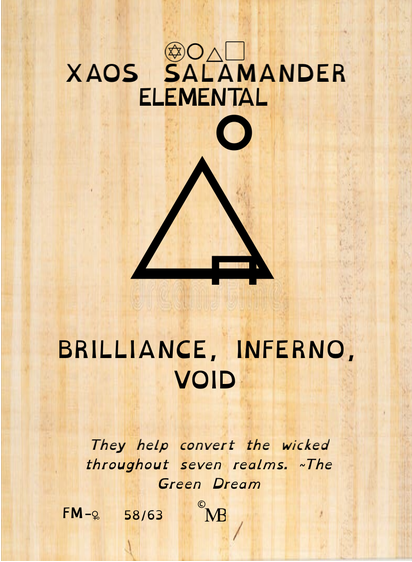 XAOS SALAMANDER
ELEMENTAL
BRILLIANCE, INFERNO,
VOID
They help convert the wicked
throughout seven realms. ~The
Green Dream
FM-♀ 58/63 © MB